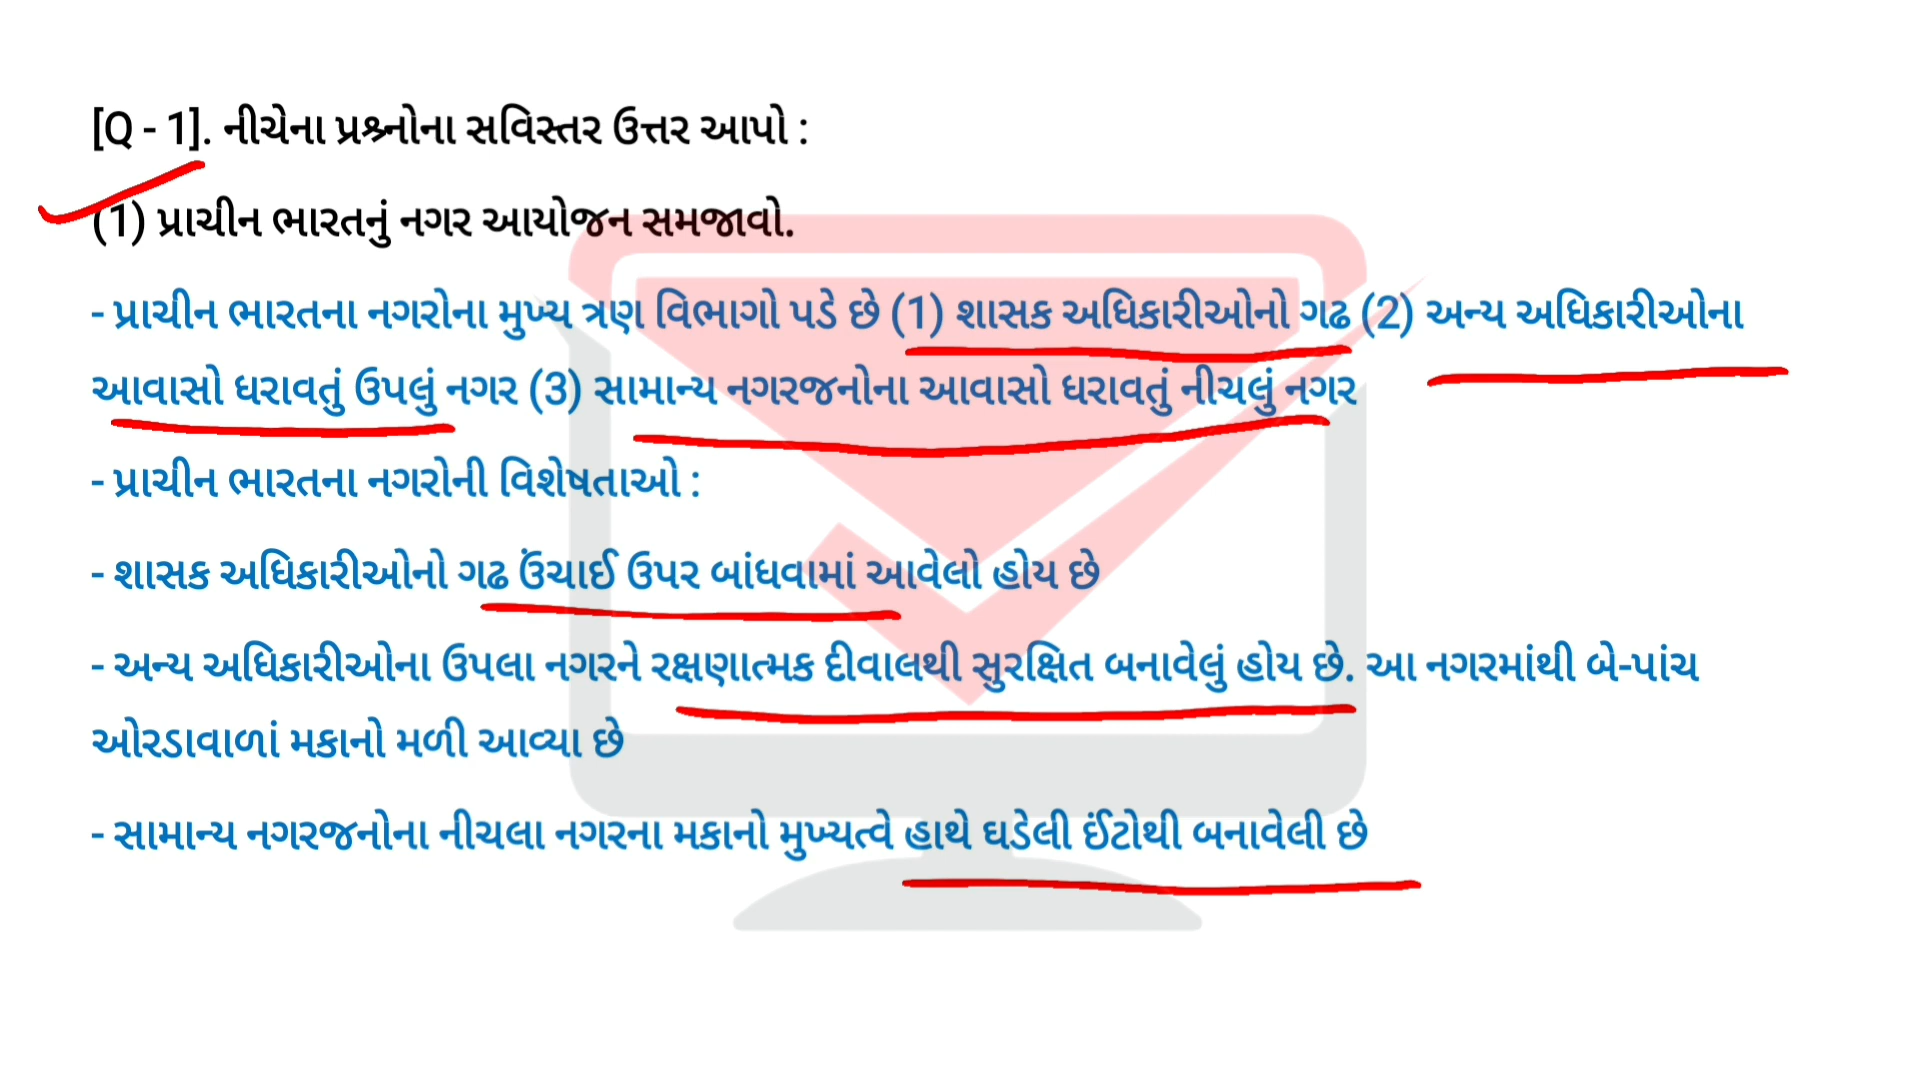 [Q - 1]. નીચેના પ્રશ્નોના સવિસ્તર ઉત્તર આપો :
(1) પ્રાચીન ભારતનું નગર આયોજન સમજાવો.
- પ્રાચીન ભારતના નગરોના મુખ્ય ત્રણ વિભાગો પડે છે (1) શાસક અધિકારીઓનો ગઢ (2) અન્ય અધિકારીઓના
આવાસો ધરાવતું ઉપલું નગર (3) સામાન્ય નગરજનોના આવાસો ધરાવતું નીચલું નગર
- પ્રાચીન ભારતના નગરોની વિશેષતાઓ :
- શાસક અધિકારીઓનો ગઢ ઉંચાઈ ઉપર બાંધવામાં આવેલો હોય છે
- અન્ય અધિકારીઓના ઉપલા નગરને રક્ષણાત્મક દીવાલથી સુરક્ષિત બનાવેલું હોય છે. આ નગરમાંથી બે-પાંચ
ઓરડાવાળાં મકાનો મળી આવ્યા છે
- સામાન્ય નગરજનોના નીચલા નગરના મકાનો મુખ્યત્વે હાથે ઘડેલી ઈંટોથી બનાવેલી છે